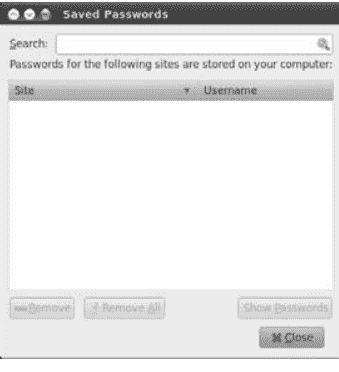 Saved Passwords
Search:
Passwords for the following sites are stored on your computer:
Site Username
Remove Remove All Show Passwords
Close